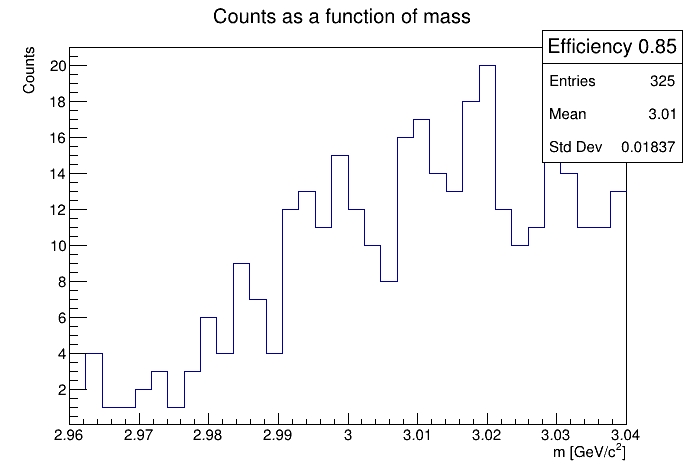 Counts as a function of mass
Efficiency 0.85
Entries 325
Mean 3.01
Std Dev 0.01837
Counts
20
18
16
14
12
10
8
6
4
2
2.96 2.97 2.98 2.99 3 3.01 3.02 3.03 3.04
m [GeV/c²]